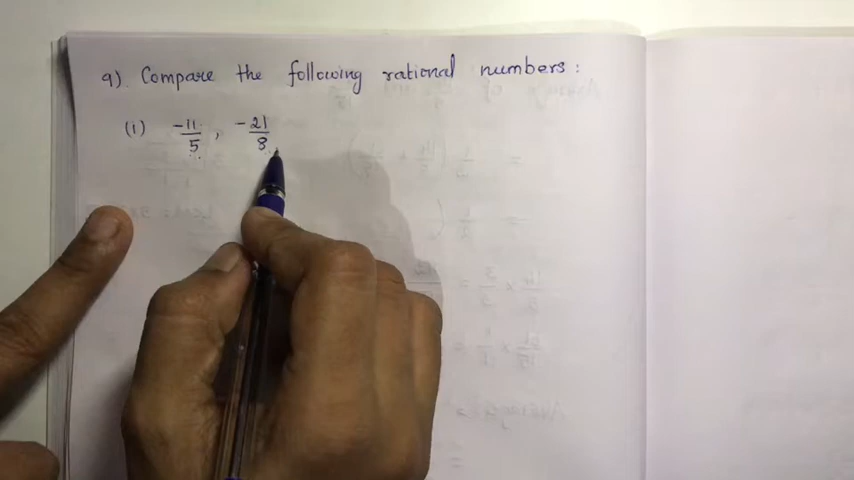 9). Compare the following rational numbers:
(i) -11/5, -21/8